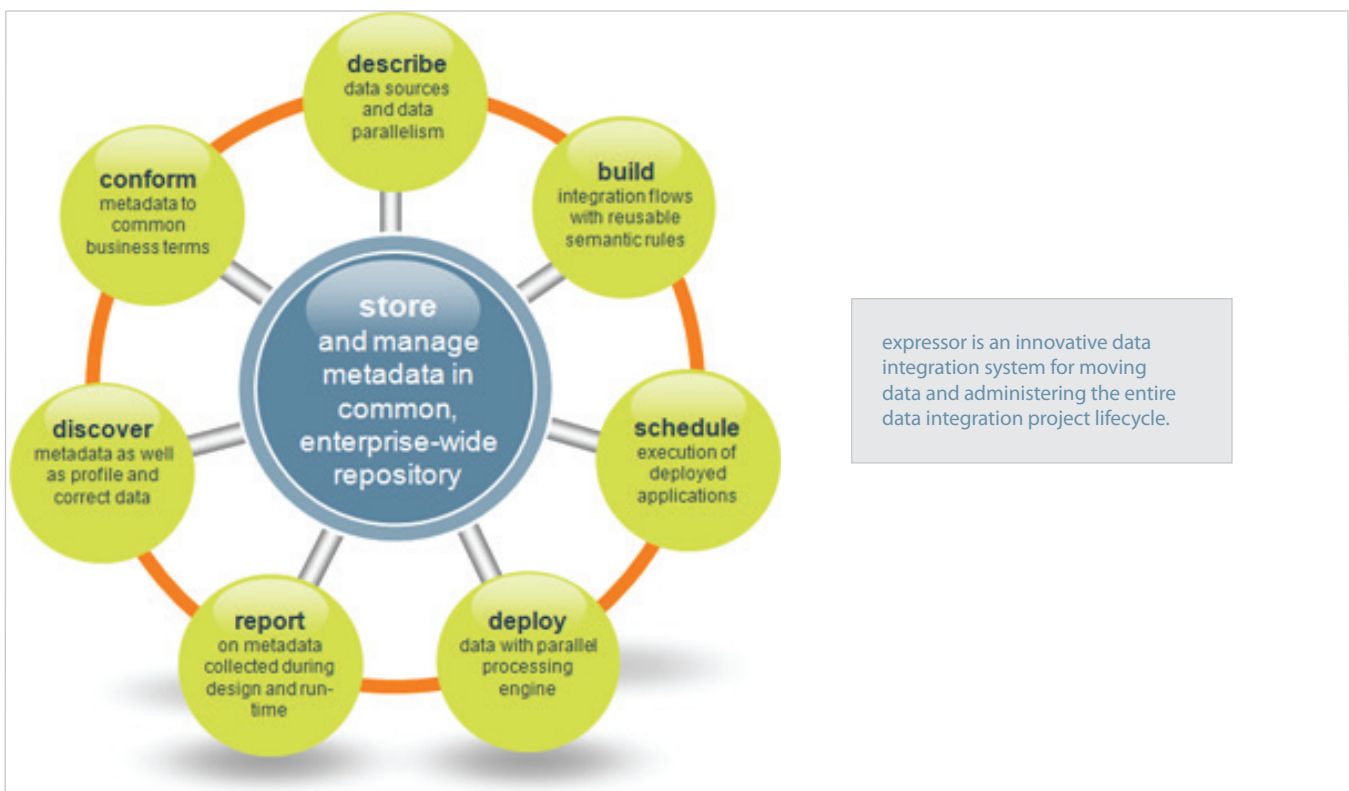 describe
data sources
and data
parallelism
build
integration flows
with reusable
semantic rules
schedule
execution of
deployed
applications
deploy
data with parallel
processing
engine
report
on metadata
collected during
design and run-
time
discover
metadata as well
as profile and
correct data
conform
metadata to
common
business terms
store
and manage
metadata in
common,
enterprise-wide
repository
expressor is an innovative data
integration system for moving
data and administering the entire
data integration project lifecycle.